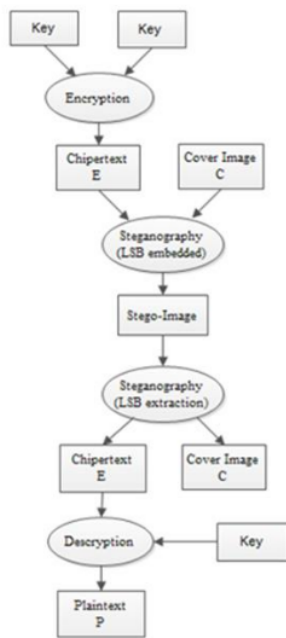 Key
Key
Encryption
Chipertext
E
Cover Image
C
Steganography
(LSB embedded)
Stego-Image
Steganography
(LSB extraction)
Chipertext
E
Cover Image
C
Descryption
Key
Plaintext
P